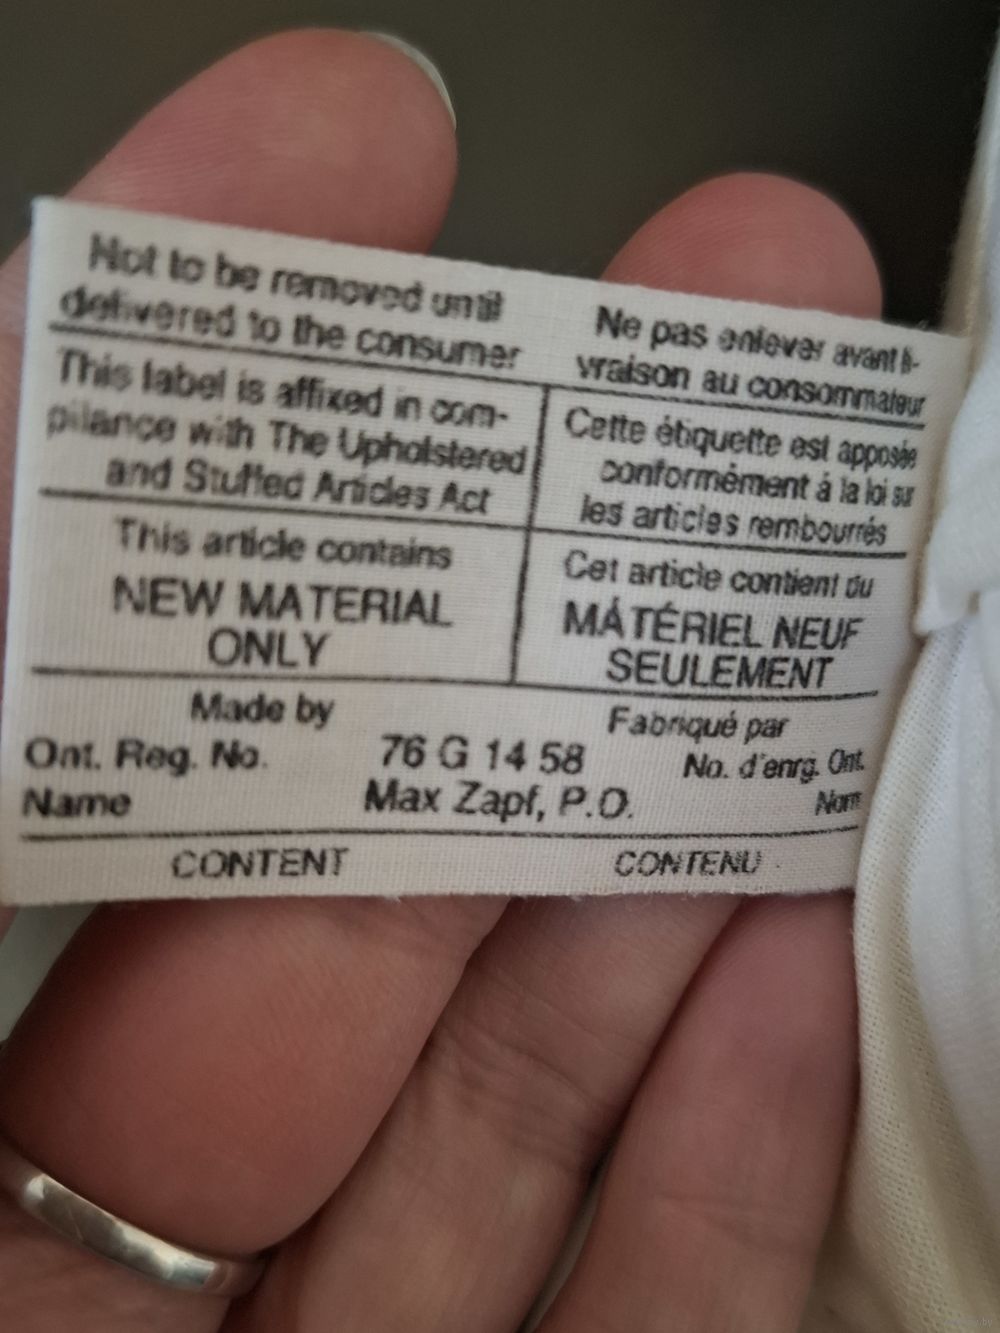 Not to be removed until
delivered to the consumer
Ne pas enlever avant li-
vraison au consommateur
This label is affixed in com-
pilance with The Upholstered
and Stuffed Articles Act
Cette étiquette est apposée
conformément á la loi sur
les articles rembourrés
This article contains
NEW MATERIAL
ONLY
Cet article contient du
MÁTÉRIEL NEUF
SEULEMENT
Made by
Fabriqué par
Ont. Reg. No. 76 G 14 58 No. d'enrg. Ont.
Name Max Zapf, P.O. Nom
CONTENT CONTENU